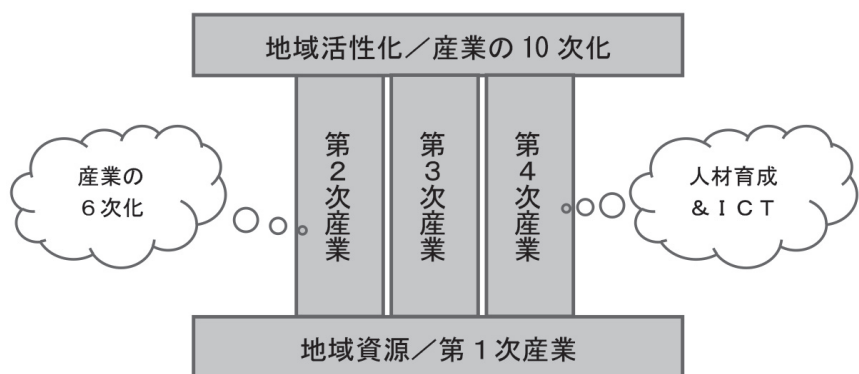 地域活性化／産業の10次化
産業の
６次化
第２次産業
第３次産業
第４次産業
人材育成
＆ＩＣＴ
地域資源／第１次産業